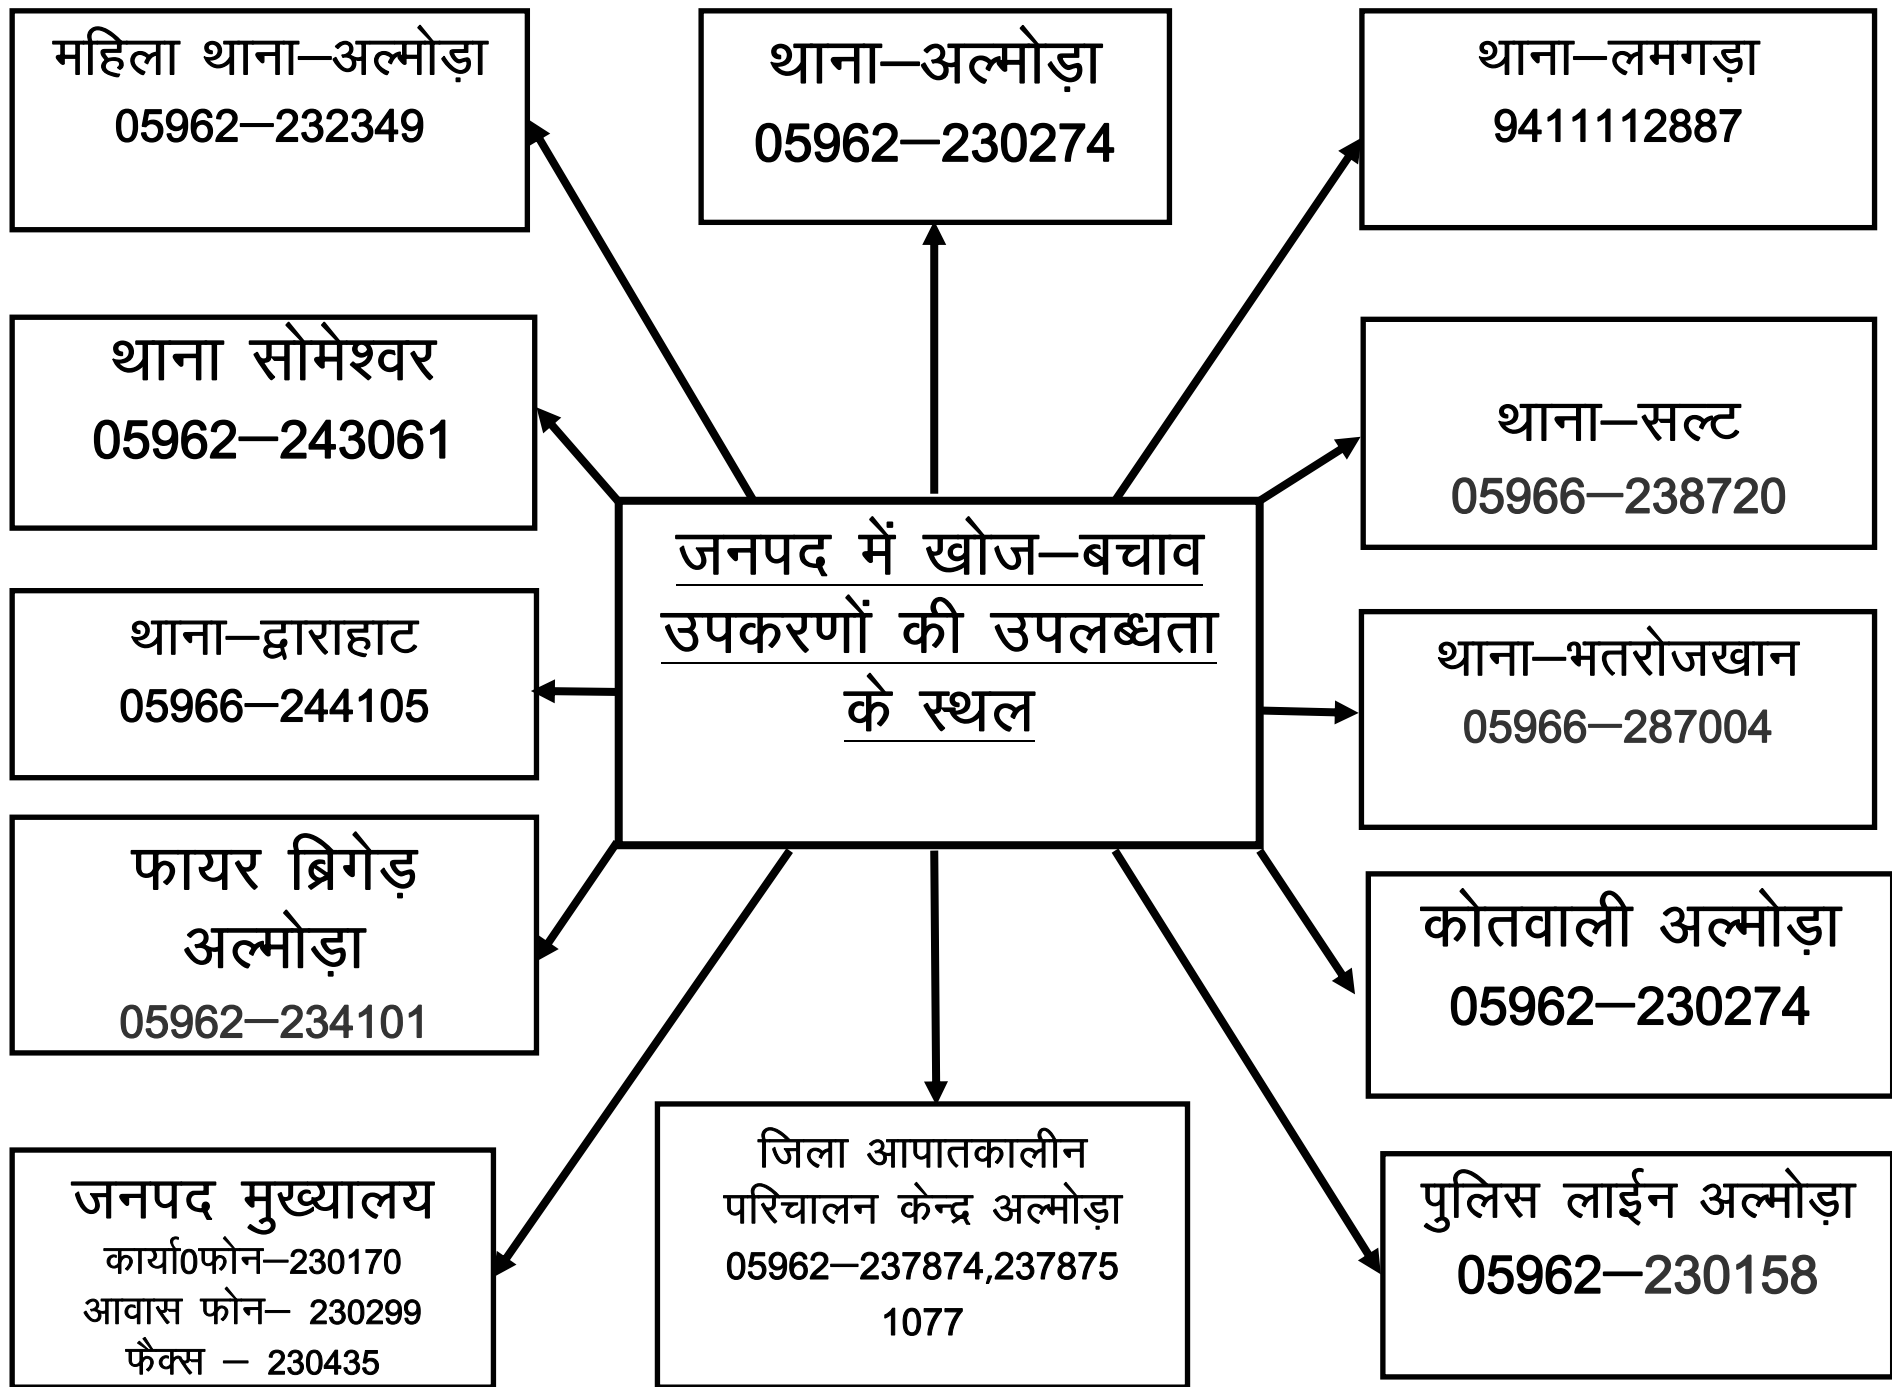 महिला थाना–अल्मोड़ा
05962–232349
थाना–अल्मोड़ा
05962–230274
थाना–लमगड़ा
9411112887
थाना सोमेश्वर
05962–243061
थाना–सल्ट
05966–238720
जनपद में खोज–बचाव
उपकरणों की उपलब्धता
के स्थल
थाना–द्वाराहाट
05966–244105
थाना–भतरोजखान
05966–287004
फायर ब्रिगेड़
अल्मोड़ा
05962–234101
कोतवाली अल्मोड़ा
05962–230274
जनपद मुख्यालय
कार्या0फोन–230170
आवास फोन– 230299
फैक्स – 230435
जिला आपातकालीन
परिचालन केन्द्र अल्मोड़ा
05962–237874,237875
1077
पुलिस लाईन अल्मोड़ा
05962–230158